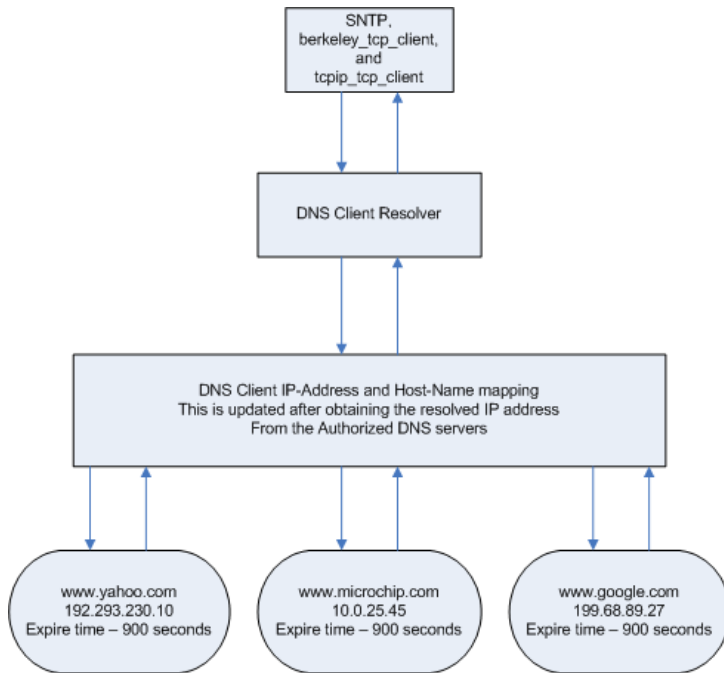 SNTP,
berkeley_tcp_client,
and
tcpip_tcp_client
DNS Client Resolver
DNS Client IP-Address and Host-Name mapping
This is updated after obtaining the resolved IP address
From the Authorized DNS servers
www.yahoo.com
192.293.230.10
Expire time – 900 seconds
www.microchip.com
10.0.25.45
Expire time – 900 seconds
www.google.com
199.68.89.27
Expire time – 900 seconds